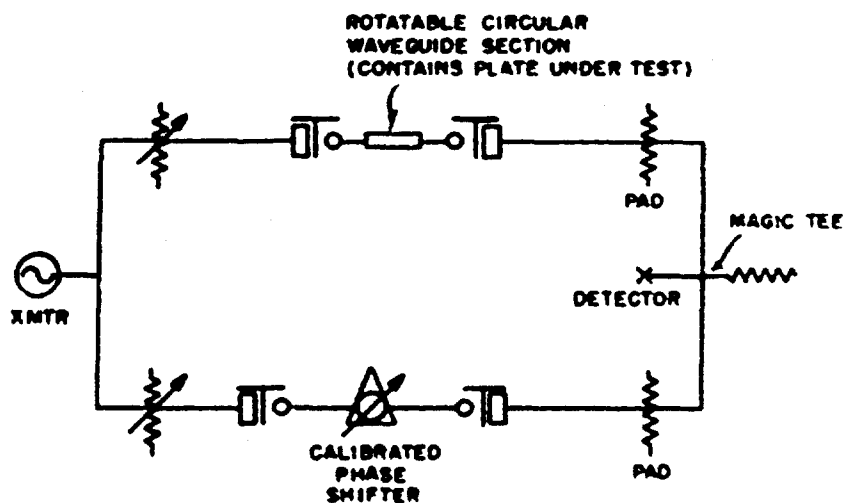 ROTATABLE CIRCULAR
WAVEGUIDE SECTION
(CONTAINS PLATE UNDER TEST)
PAD
MAGIC TEE
XMTR
DETECTOR
CALIBRATED
PHASE
SHIFTER
PAD